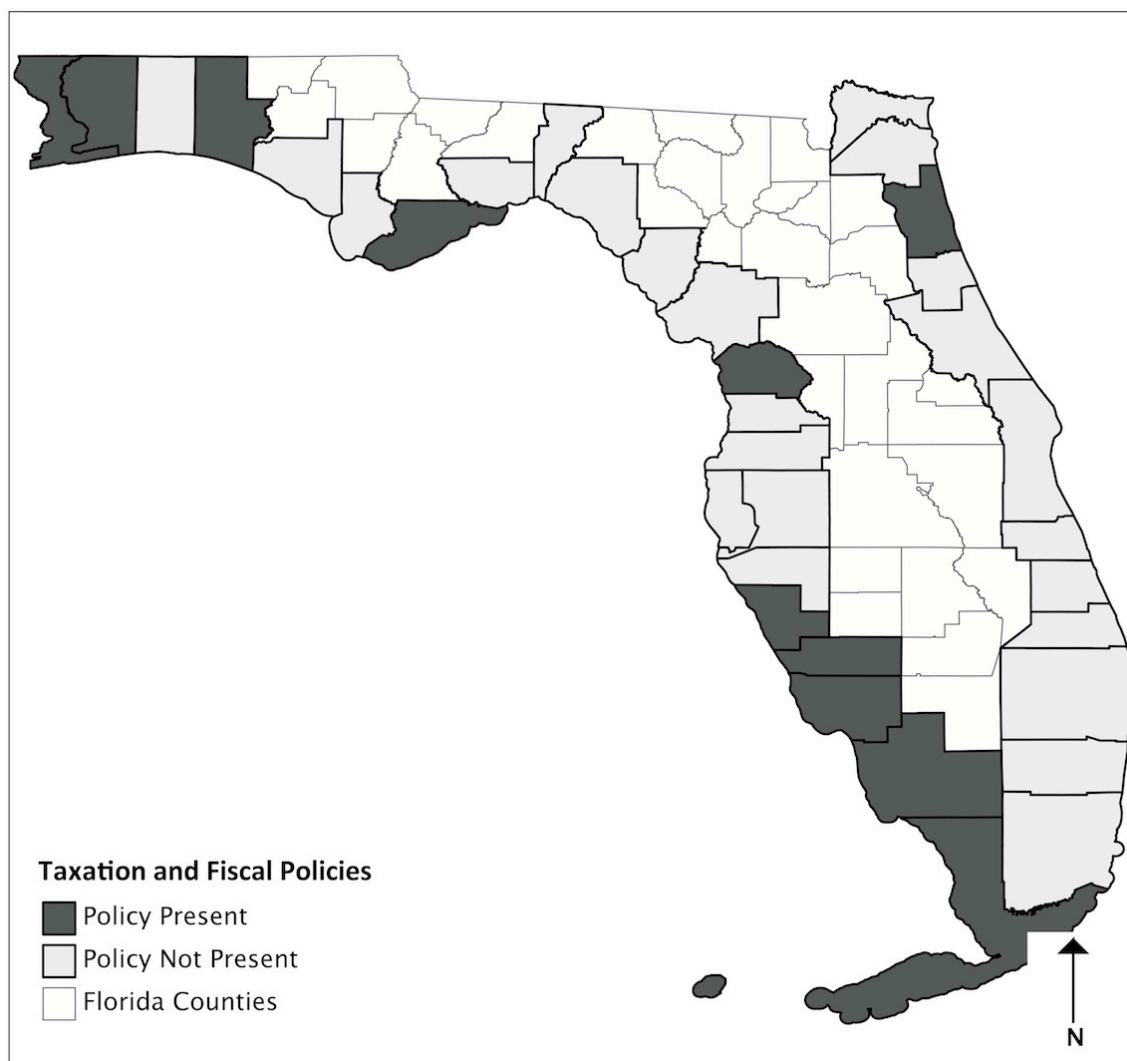 Taxation and Fiscal Policies
Policy Present
Policy Not Present
Florida Counties
N